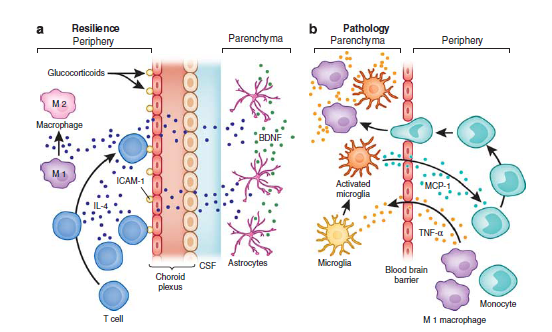 a
Resilience
Periphery
Parenchyma
Glucocorticoids
M 2
Macrophage
M 1
IL-4
ICAM-1
BDNF
CSF
Astrocytes
Choroid
plexus
T cell
b
Pathology
Parenchyma
Periphery
Activated
microglia
MCP-1
TNF-α
Microglia
Blood brain
barrier
Monocyte
M 1 macrophage